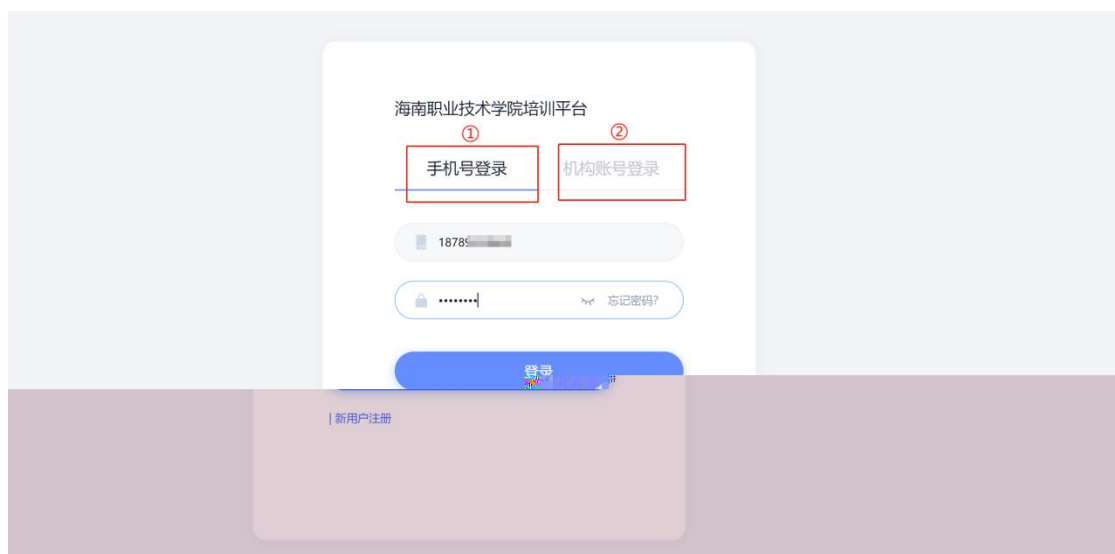 海南职业技术学院培训平台
① ②
手机号登录 机构账号登录
18789
•••••••• 忘记密码?
登录
| 新用户注册